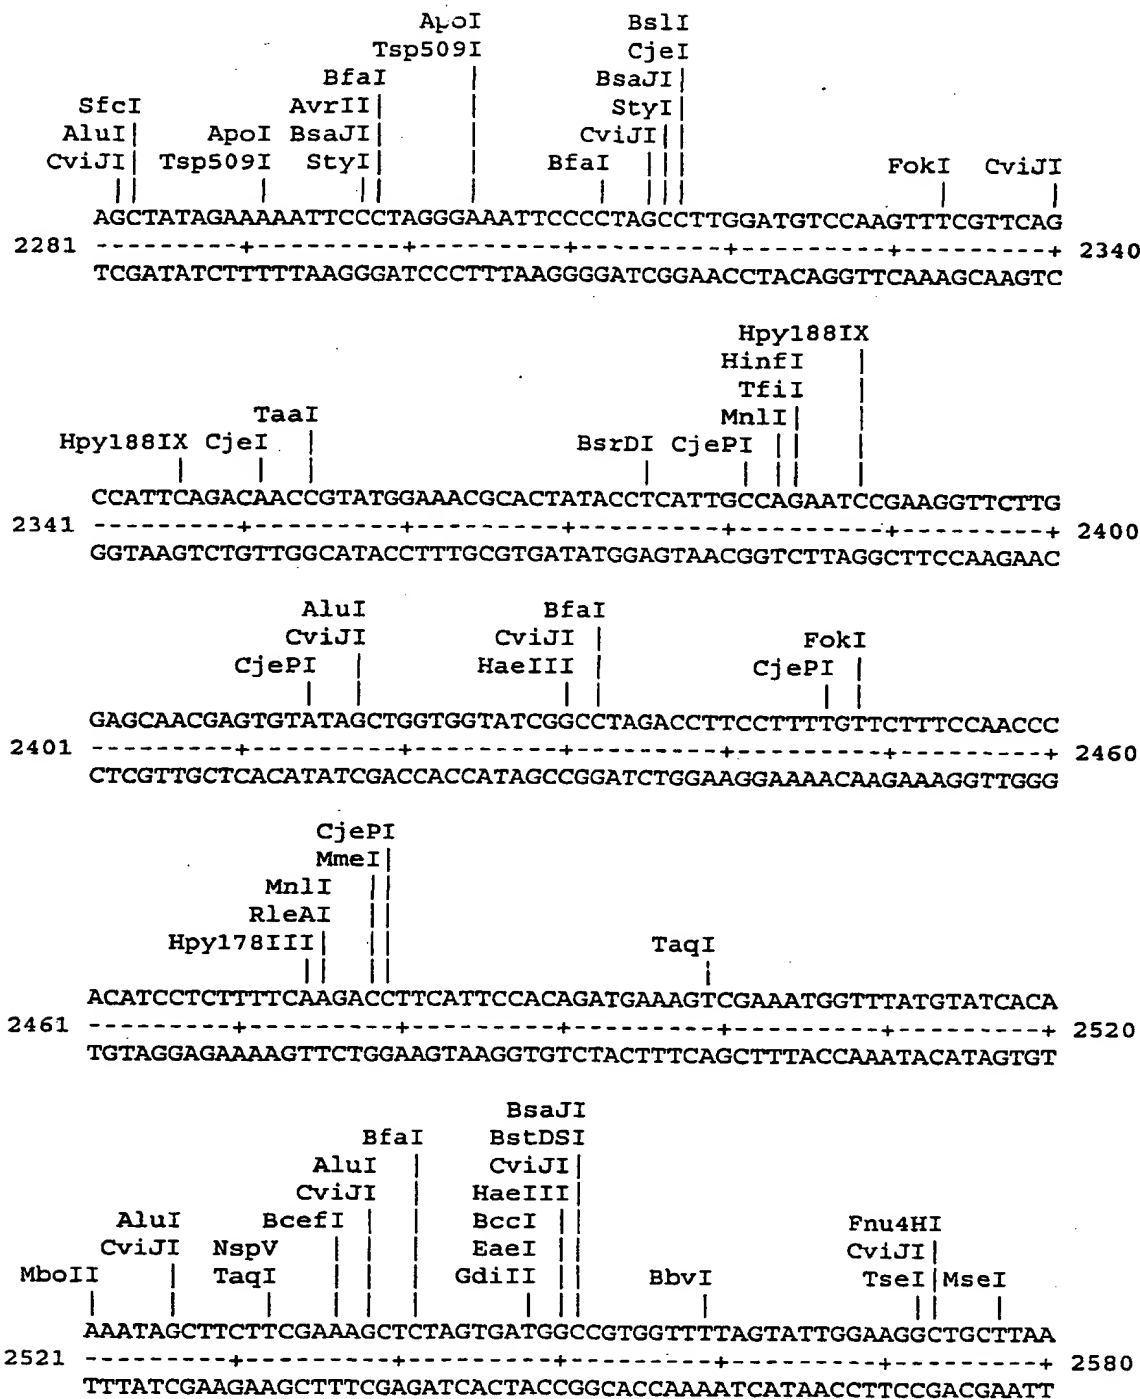 ApoI BslI
Tsp509I CjeI
BfaI BsaJI
SfcI AvrII StyI
AluI ApoI BsaJI CviJI
CviJI Tsp509I StyI BfaI FokI CviJI
AGCTATAGAAAAATTCCCTAGGGAAATTCCCCTAGCCTTGGATGTCCAAGTTTCGTTCAG
2281 ---------+---------+---------+---------+---------+---------+ 2340
TCGATATCTTTTTAAGGGATCCCTTTAAGGGGATCGGAACCTACAGGTTCAAAGCAAGTC
Hpy188IX
HinfI
TfiI
TaaI MnlI
Hpy188IX CjeI BsrDI CjePI
CCATTCAGACAACCGTATGGAAACGCACTATACCTCATTGCCAGAATCCGAAGGTTCTTG
2341 ---------+---------+---------+---------+---------+---------+ 2400
GGTAAGTCTGTTGGCATACCTTTGCGTGATATGGAGTAACGGTCTTAGGCTTCCAAGAAC
AluI BfaI
CviJI CviJI FokI
CjePI HaeIII CjePI
GAGCAACGAGTGTATAGCTGGTGGTATCGGCCTAGACCTTCCTTTTGTTCTTTCCAACCC
2401 ---------+---------+---------+---------+---------+---------+ 2460
CTCGTTGCTCACATATCGACCACCATAGCCGGATCTGGAAGGAAAACAAGAAAGGTTGGG
CjePI
MmeI
MnlI
RleAI
Hpy178III TaqI
ACATCCTCTTTTCAAGACCTTCATTCCACAGATGAAAGTCGAAATGGTTTATGTATCACA
2461 ---------+---------+---------+---------+---------+---------+ 2520
TGTAGGAGAAAAGTTCTGGAAGTAAGGTGTCTACTTTCAGCTTTACCAAATACATAGTGT
BsaJI
BfaI BstDSI
AluI CviJI
CviJI HaeIII
AluI BcefI BccI Fnu4HI
CviJI NspV EaeI CviJI
MboII TaqI GdiII BbvI TseI MseI
AAATAGCTTCTTCGAAAGCTCTAGTGATGGCCGTGGTTTTAGTATTGGAAGGCTGCTTAA
2521 ---------+---------+---------+---------+---------+---------+ 2580
TTTATCGAAGAAGCTTTCGAGATCACTACCGGCACCAAAATCATAACCTTCCGACGAATT